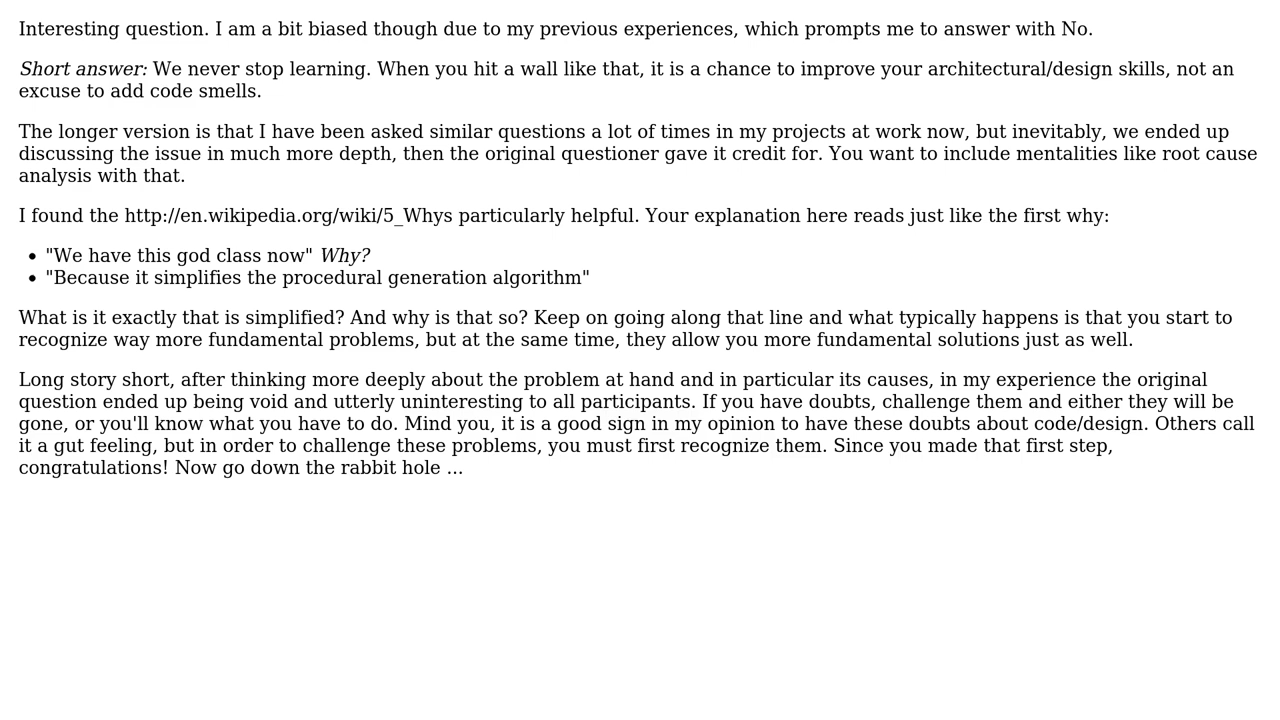 Interesting question. I am a bit biased though due to my previous experiences, which prompts me to answer with No.
Short answer: We never stop learning. When you hit a wall like that, it is a chance to improve your architectural/design skills, not an
excuse to add code smells.
The longer version is that I have been asked similar questions a lot of times in my projects at work now, but inevitably, we ended up
discussing the issue in much more depth, then the original questioner gave it credit for. You want to include mentalities like root cause
analysis with that.
I found the http://en.wikipedia.org/wiki/5_Whys particularly helpful. Your explanation here reads just like the first why:
• "We have this god class now" Why?
• "Because it simplifies the procedural generation algorithm"
What is it exactly that is simplified? And why is that so? Keep on going along that line and what typically happens is that you start to
recognize way more fundamental problems, but at the same time, they allow you more fundamental solutions just as well.
Long story short, after thinking more deeply about the problem at hand and in particular its causes, in my experience the original
question ended up being void and utterly uninteresting to all participants. If you have doubts, challenge them and either they will be
gone, or you'll know what you have to do. Mind you, it is a good sign in my opinion to have these doubts about code/design. Others call
it a gut feeling, but in order to challenge these problems, you must first recognize them. Since you made that first step,
congratulations! Now go down the rabbit hole ...